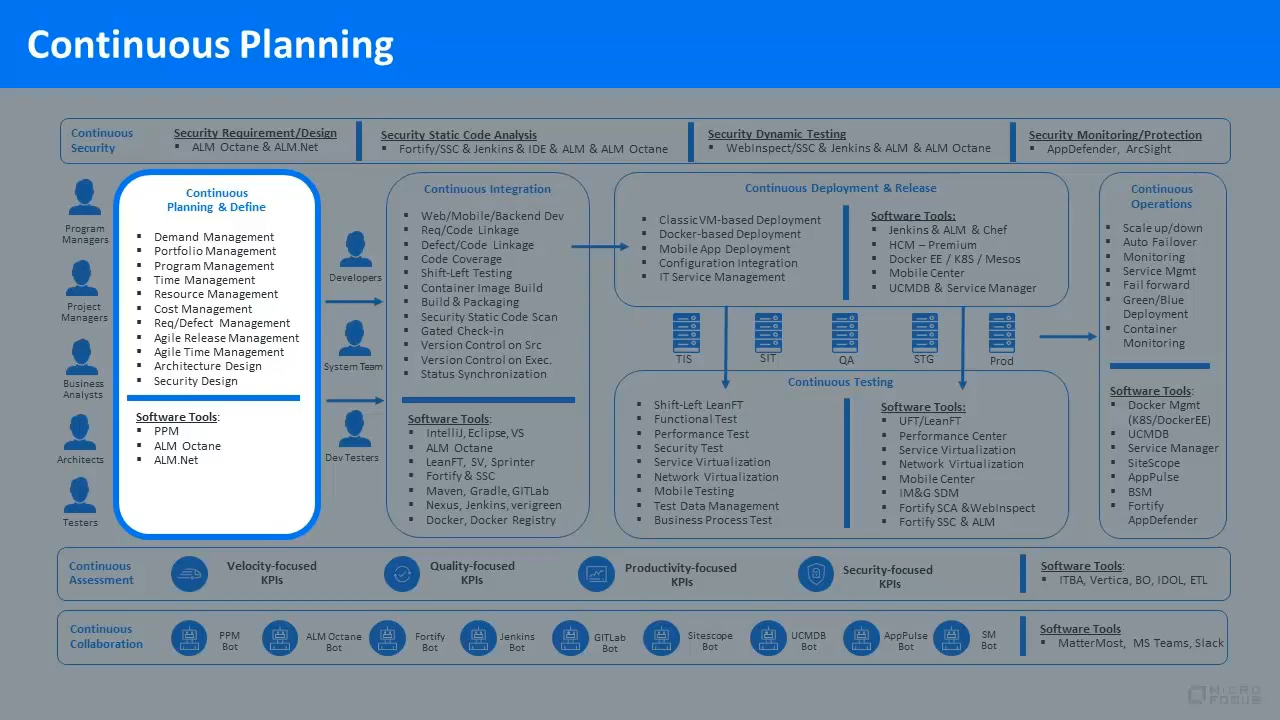 Continuous Planning
Continuous
Security
Security Requirement/Design
▪ ALM Octane & ALM.Net
Security Static Code Analysis
▪ Fortify/SSC & Jenkins & IDE & ALM & ALM Octane
Security Dynamic Testing
▪ WebInspect/SSC & Jenkins & ALM & ALM Octane
Security Monitoring/Protection
▪ AppDefender, ArcSight
Program
Managers
Project
Managers
Business
Analysts
Architects
Testers
Continuous
Planning & Define
▪ Demand Management
▪ Portfolio Management
▪ Program Management
▪ Time Management
▪ Resource Management
▪ Cost Management
▪ Req/Defect Management
▪ Agile Release Management
▪ Agile Time Management
▪ Architecture Design
▪ Security Design
Software Tools:
▪ PPM
▪ ALM Octane
▪ ALM.Net
Developers
System Team
Dev Testers
Continuous Integration
▪ Web/Mobile/Backend Dev
▪ Req/Code Linkage
▪ Defect/Code Linkage
▪ Code Coverage
▪ Shift-Left Testing
▪ Container Image Build
▪ Build & Packaging
▪ Security Static Code Scan
▪ Gated Check-in
▪ Version Control on Src
▪ Version Control on Exec.
▪ Status Synchronization
Software Tools:
▪ IntelliJ, Eclipse, VS
▪ ALM Octane
▪ LeanFT, SV, Sprinter
▪ Fortify & SSC
▪ Maven, Gradle, GITLab
▪ Nexus, Jenkins, verigreen
▪ Docker, Docker Registry
Continuous Deployment & Release
▪ ClassicVM-based Deployment
▪ Docker-based Deployment
▪ Mobile App Deployment
▪ Configuration Integration
▪ IT Service Management
Software Tools:
▪ Jenkins & ALM & Chef
▪ HCM – Premium
▪ Docker EE / K8S / Mesos
▪ Mobile Center
▪ UCMDB & Service Manager
TIS
SIT
QA
STG
Prod
Continuous Testing
▪ Shift-Left LeanFT
▪ Functional Test
▪ Performance Test
▪ Security Test
▪ Service Virtualization
▪ Network Virtualization
▪ Mobile Testing
▪ Test Data Management
▪ Business Process Test
Software Tools:
▪ UFT/LeanFT
▪ Performance Center
▪ Service Virtualization
▪ Network Virtualization
▪ Mobile Center
▪ IM&G SDM
▪ Fortify SCA &WebInspect
▪ Fortify SSC & ALM
Continuous
Operations
▪ Scale up/down
▪ Auto Failover
▪ Monitoring
▪ Service Mgmt
▪ Fail forward
▪ Green/Blue
Deployment
▪ Container
Monitoring
Software Tools:
▪ Docker Mgmt
(K8S/DockerEE)
▪ UCMDB
▪ Service Manager
▪ SiteScope
▪ AppPulse
▪ BSM
▪ Fortify
AppDefender
Continuous
Assessment
Velocity-focused
KPIs
Quality-focused
KPIs
Productivity-focused
KPIs
Security-focused
KPIs
Software Tools:
▪ ITBA, Vertica, BO, IDOL, ETL
Continuous
Collaboration
PPM
Bot
ALM Octane
Bot
Fortify
Bot
Jenkins
Bot
GITLab
Bot
Sitescope
Bot
UCMDB
Bot
AppPulse
Bot
SM
Bot
Software Tools
▪ MatterMost, MS Teams, Slack
MICRO
FOCUS